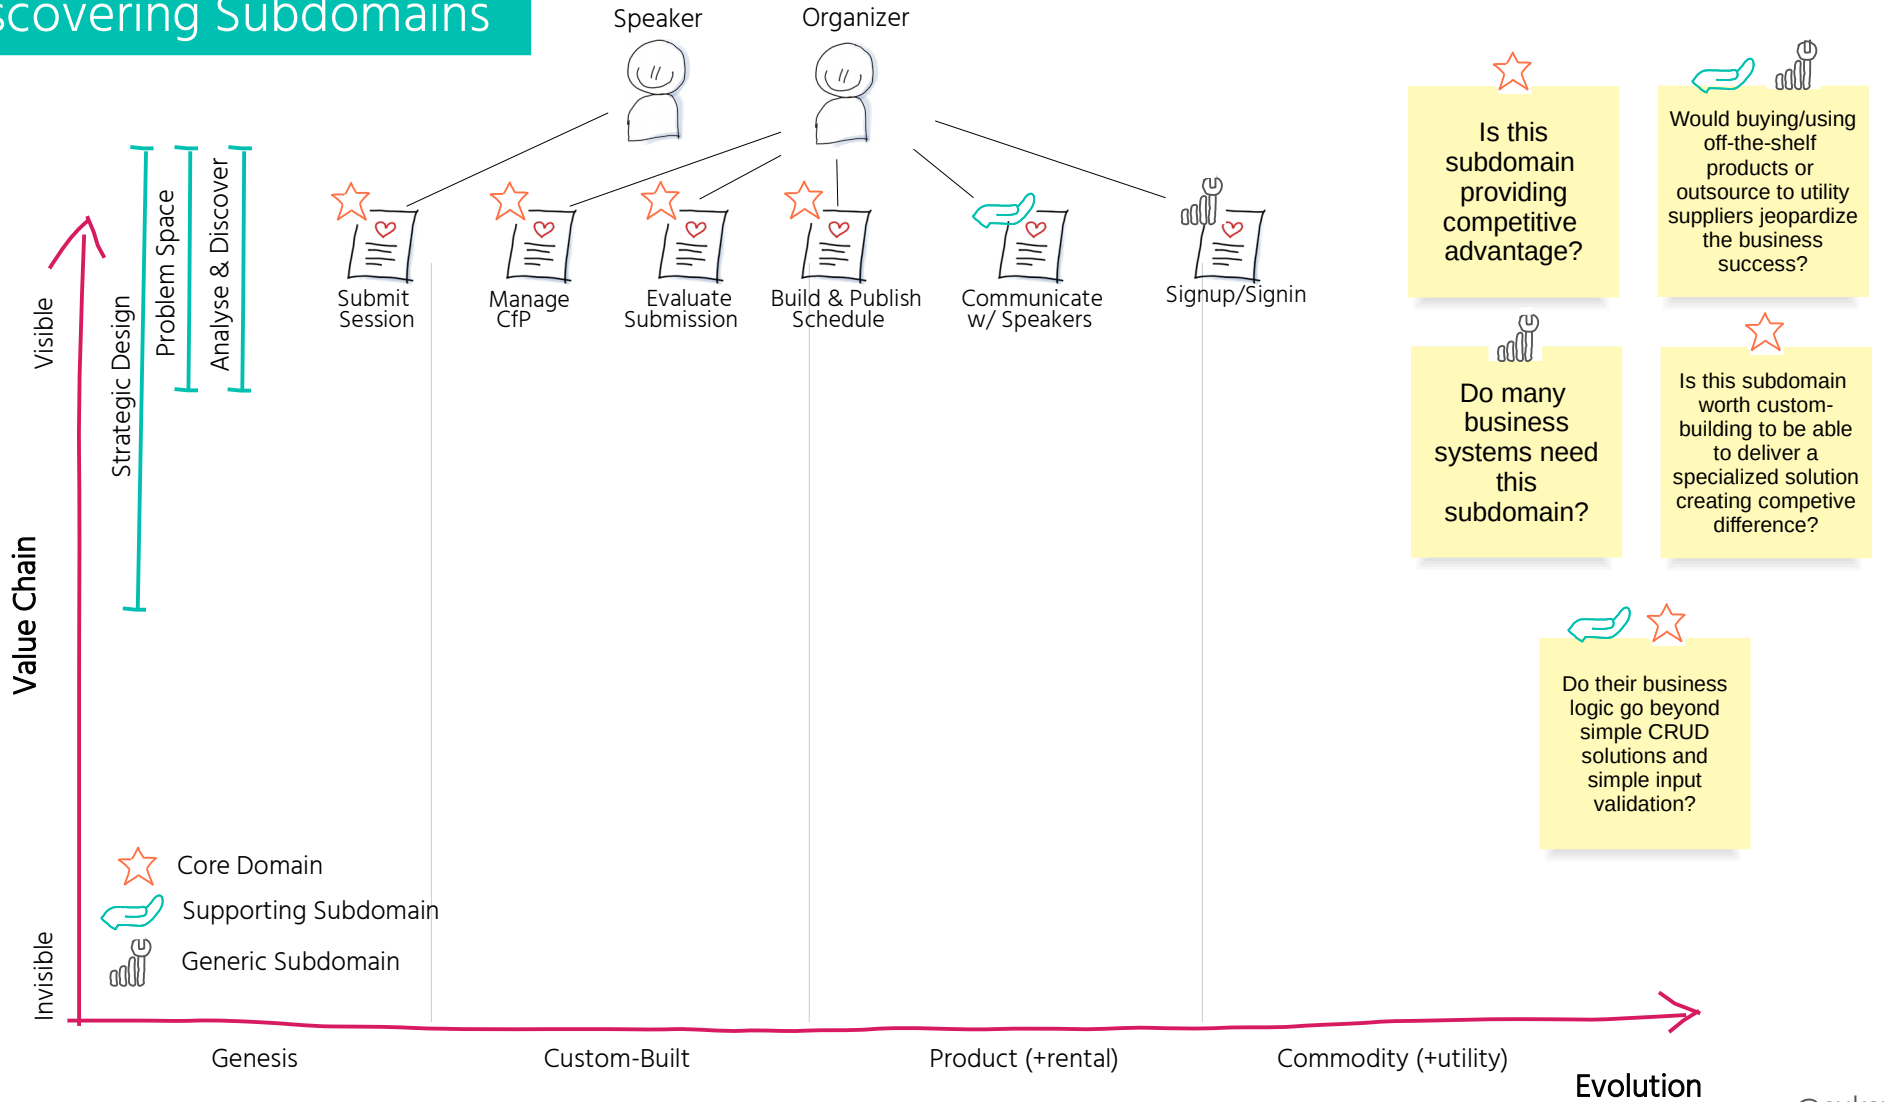 scovering Subdomains
Speaker
Organizer
Is this
subdomain
providing
competitive
advantage?
Would buying/using
off-the-shelf
products or
outsource to utility
suppliers jeopardize
the business
success?
Strategic Design
Problem Space
Analyse & Discover
Submit
Session
Manage
CfP
Evaluate
Submission
Build & Publish
Schedule
Communicate
w/ Speakers
Signup/Signin
Do many
business
systems need
this
subdomain?
Is this subdomain
worth custom-
building to be able
to deliver a
specialized solution
creating competive
difference?
Do their business
logic go beyond
simple CRUD
solutions and
simple input
validation?
Visible
Value Chain
Invisible
Core Domain
Supporting Subdomain
Generic Subdomain
Genesis
Custom-Built
Product (+rental)
Commodity (+utility)
Evolution